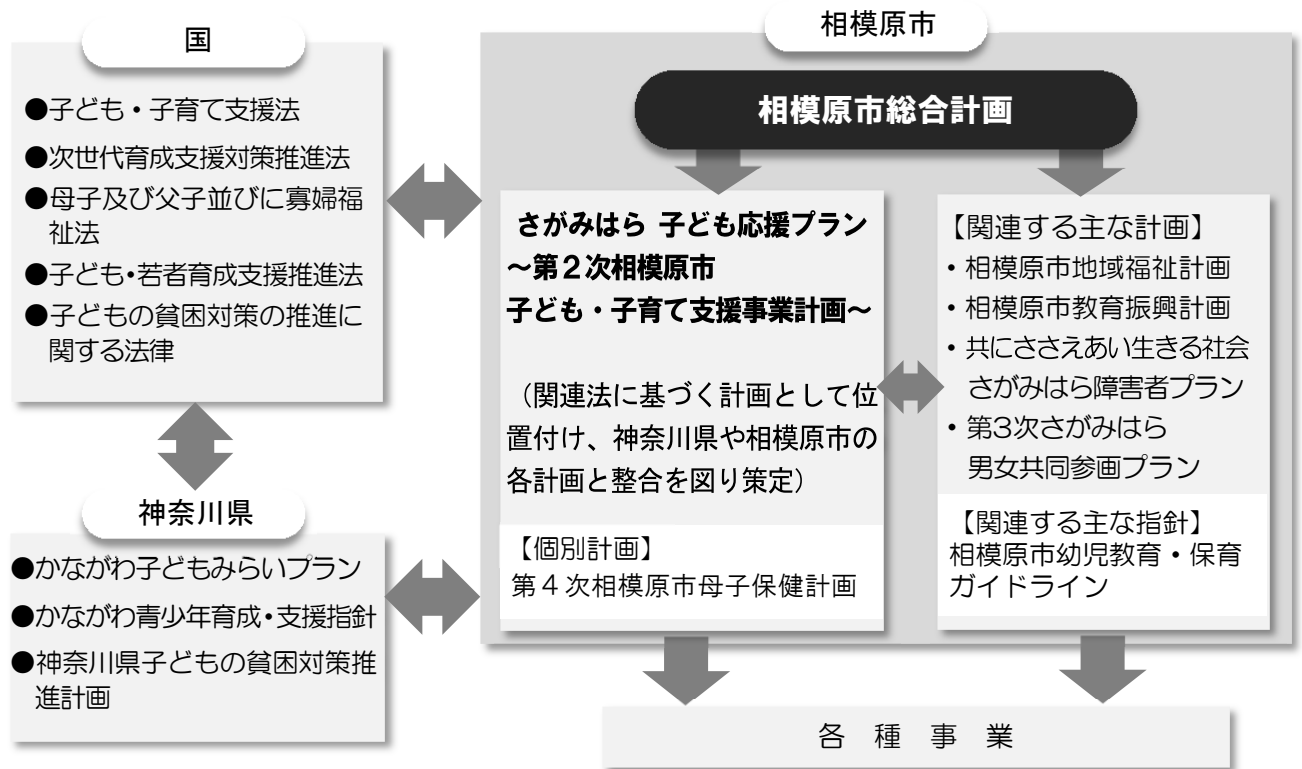 国
●子ども・子育て支援法
●次世代育成支援対策推進法
●母子及び父子並びに寡婦福
祉法
●子ども・若者育成支援推進法
●子どもの貧困対策の推進に
関する法律
神奈川県
●かながわ子どもみらいプラン
●かながわ青少年育成・支援指針
●神奈川県子どもの貧困対策推
進計画
相模原市
相模原市総合計画
さがみはら 子ども応援プラン
～第２次相模原市
子ども・子育て支援事業計画～
（関連法に基づく計画として位
置付け、神奈川県や相模原市の
各計画と整合を図り策定）
【個別計画】
第４次相模原市母子保健計画
【関連する主な計画】
・相模原市地域福祉計画
・相模原市教育振興計画
・共にささえあい生きる社会
さがみはら障害者プラン
・第3次さがみはら
男女共同参画プラン
【関連する主な指針】
相模原市幼児教育・保育
ガイドライン
各 種 事 業